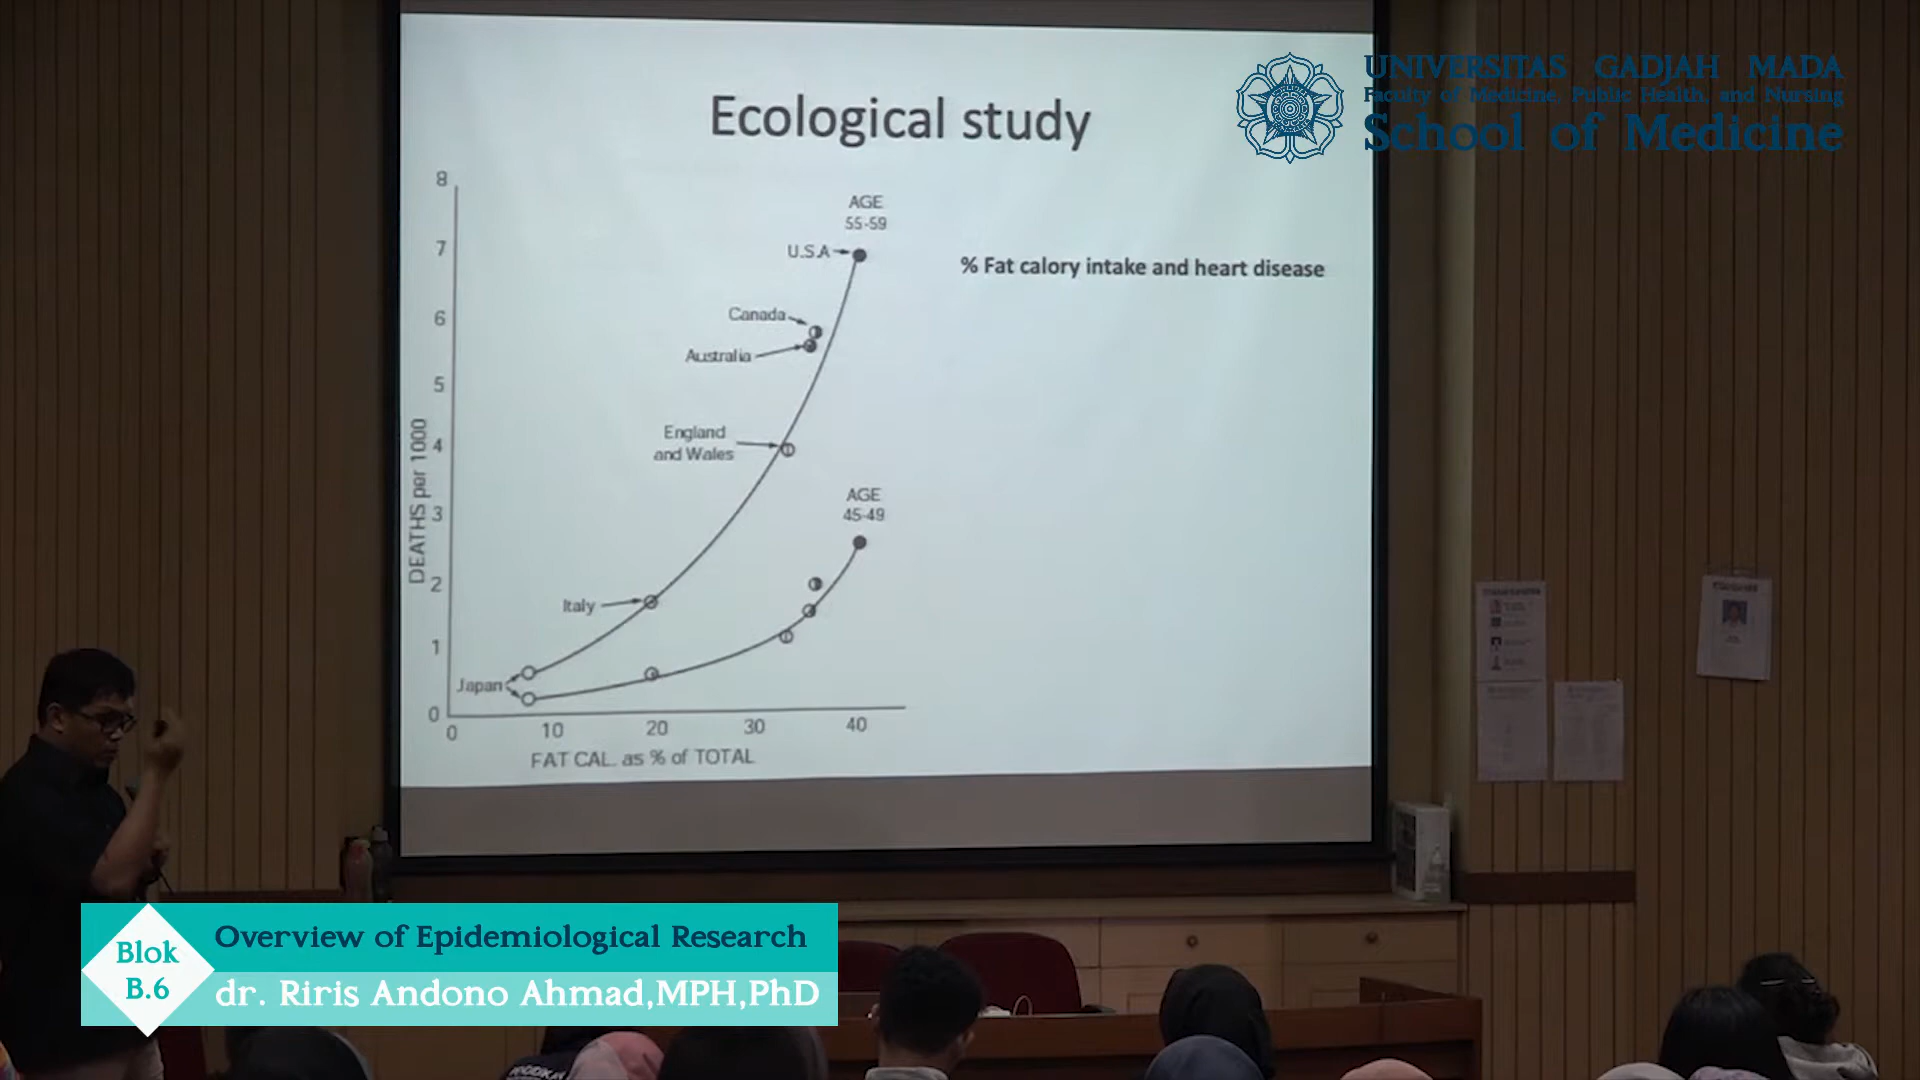 UNIVERSITAS GADJAH MADA
Faculty of Medicine, Public Health, and Nursing
School of Medicine
Ecological study
8
7
6
5
4
3
2
1
0
DEATHS per 1000
AGE
55-59
U.S.A
Canada
Australia
England
and Wales
Italy
Japan
AGE
45-49
0 10 20 30 40
FAT CAL. as % of TOTAL
% Fat calory intake and heart disease
Blok
B.6
Overview of Epidemiological Research
dr. Riris Andono Ahmad,MPH,PhD